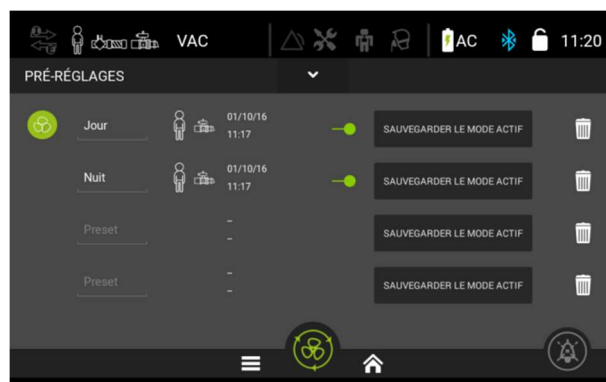 VAC AC 11:20
PRÉ-RÉGLAGES
Jour 01/10/16 SAUVEGARDER LE MODE ACTIF
11:17
Nuit 01/10/16 SAUVEGARDER LE MODE ACTIF
11:17
Preset – SAUVEGARDER LE MODE ACTIF
–
Preset – SAUVEGARDER LE MODE ACTIF
–